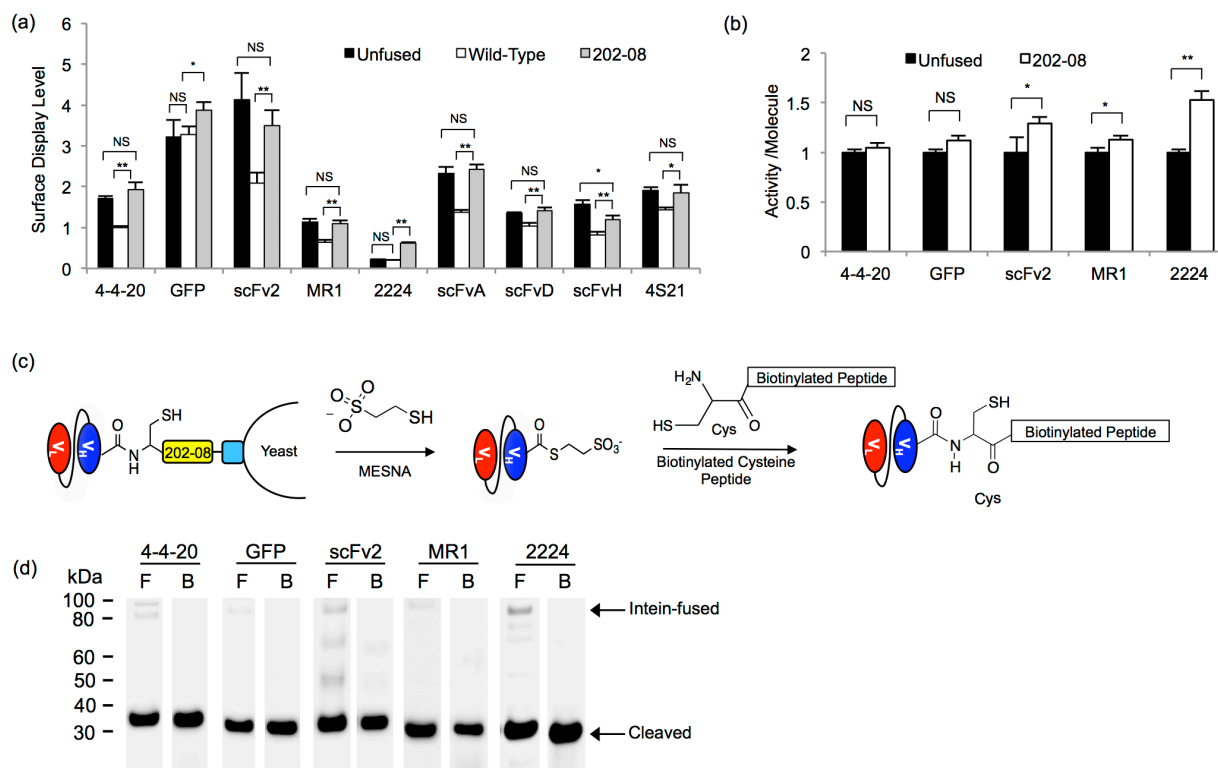 (a)
6
5
4
3
2
1
0
Surface Display Level
Unfused Wild-Type 202-08
NS ** NS * NS ** NS ** NS ** NS ** NS ** * ** NS *
4-4-20 GFP scFv2 MR1 2224 scFvA scFvD scFvH 4S21
(b)
2
1.5
1
0.5
0
Activity /Molecule
Unfused 202-08
NS NS * * **
4-4-20 GFP scFv2 MR1 2224
(c)
VL VH O N H SH 202-08 Yeast
O O S O - SH
MESNA
VL VH O S SO3-
H2N HS O Cys Biotinylated Peptide
Biotinylated Cysteine
Peptide
VL VH O N H SH O Biotinylated Peptide
Cys
(d)
4-4-20 GFP scFv2 MR1 2224
kDa F B F B F B F B F B
100
80
60
50
40
30
Intein-fused
Cleaved